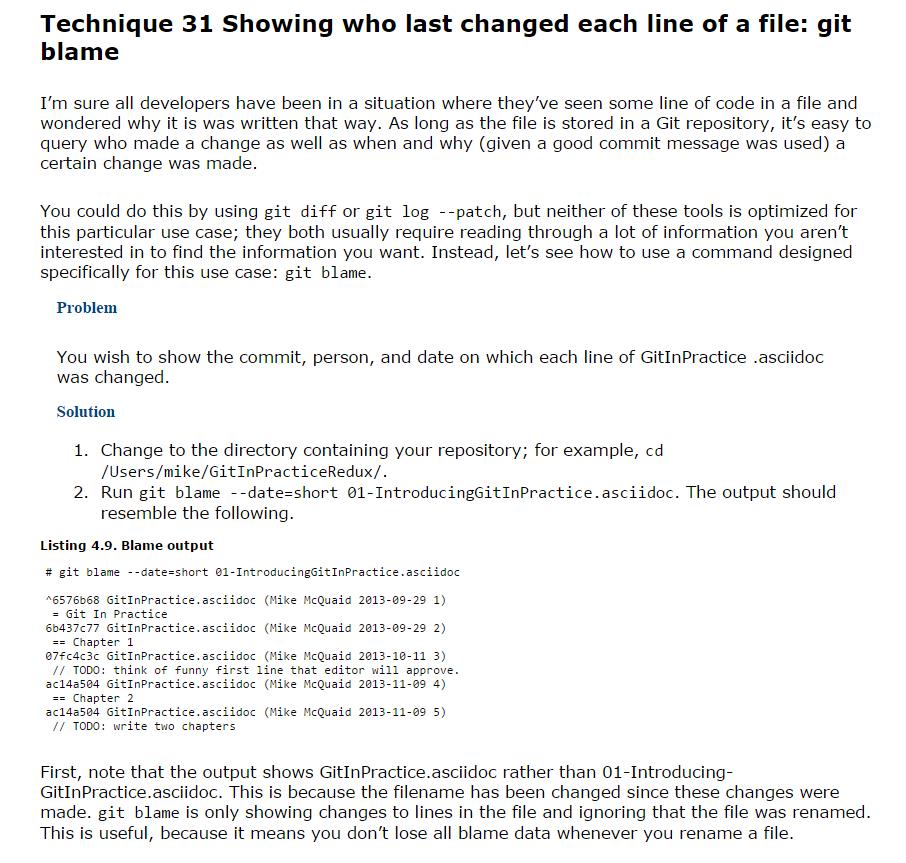 Technique 31 Showing who last changed each line of a file: git
blame
I’m sure all developers have been in a situation where they’ve seen some line of code in a file and
wondered why it is was written that way. As long as the file is stored in a Git repository, it’s easy to
query who made a change as well as when and why (given a good commit message was used) a
certain change was made.
You could do this by using git diff or git log --patch, but neither of these tools is optimized for
this particular use case; they both usually require reading through a lot of information you aren’t
interested in to find the information you want. Instead, let’s see how to use a command designed
specifically for this use case: git blame.
Problem
You wish to show the commit, person, and date on which each line of GitInPractice .asciidoc
was changed.
Solution
1. Change to the directory containing your repository; for example, cd
/Users/mike/GitInPracticeRedux/.
2. Run git blame --date=short 01-IntroducingGitInPractice.asciidoc. The output should
resemble the following.
Listing 4.9. Blame output
# git blame --date=short 01-IntroducingGitInPractice.asciidoc
^6576b68 GitInPractice.asciidoc (Mike McQuaid 2013-09-29 1)
= Git In Practice
6b437c77 GitInPractice.asciidoc (Mike McQuaid 2013-09-29 2)
== Chapter 1
07fc4c3c GitInPractice.asciidoc (Mike McQuaid 2013-10-11 3)
// TODO: think of funny first line that editor will approve.
ac14a504 GitInPractice.asciidoc (Mike McQuaid 2013-11-09 4)
== Chapter 2
ac14a504 GitInPractice.asciidoc (Mike McQuaid 2013-11-09 5)
// TODO: write two chapters
First, note that the output shows GitInPractice.asciidoc rather than 01-Introducing-
GitInPractice.asciidoc. This is because the filename has been changed since these changes were
made. git blame is only showing changes to lines in the file and ignoring that the file was renamed.
This is useful, because it means you don’t lose all blame data whenever you rename a file.